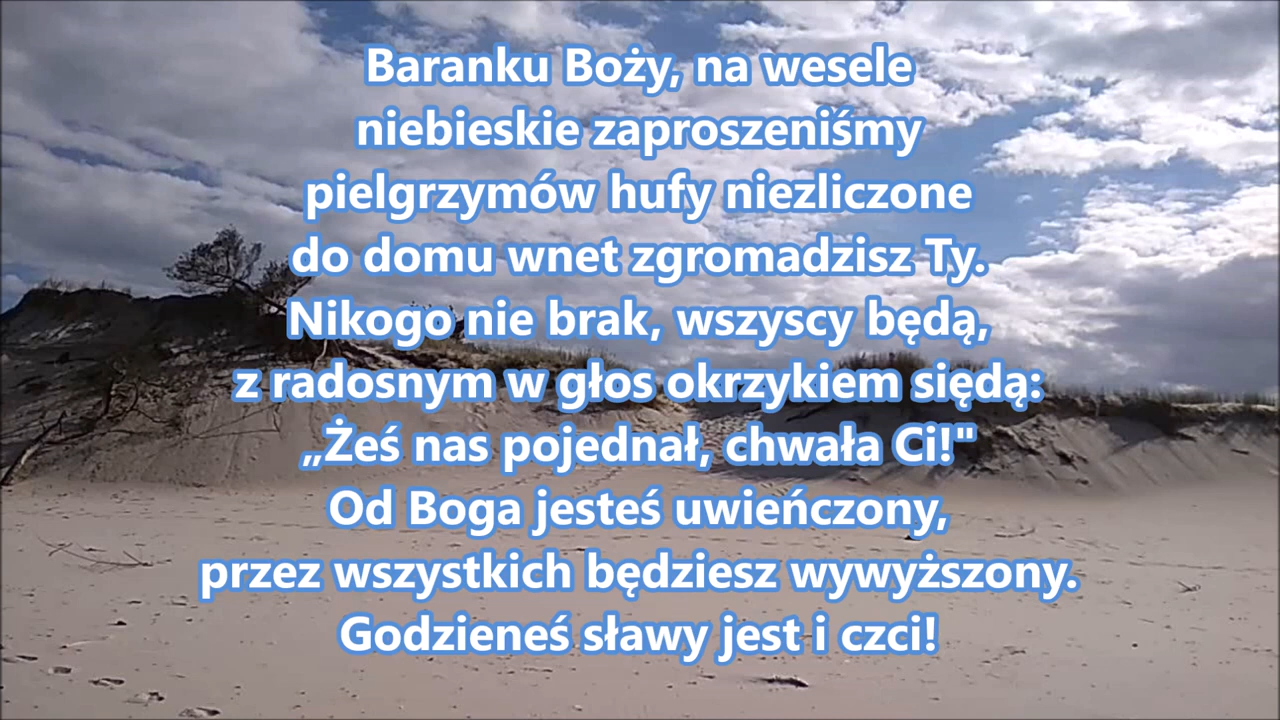 Baranku Boży, na wesele
niebieskie zaproszeniśmy
pielgrzymów hufy niezliczone
do domu wnet zgromadzisz Ty.
Nikogo nie brak, wszyscy będą,
z radosnym w głos okrzykiem siędą:
„Żeś nas pojednał, chwała Ci!"
Od Boga jesteś uwieńczony,
przez wszystkich będziesz wywyższony.
Godzieneś sławy jest i czci!